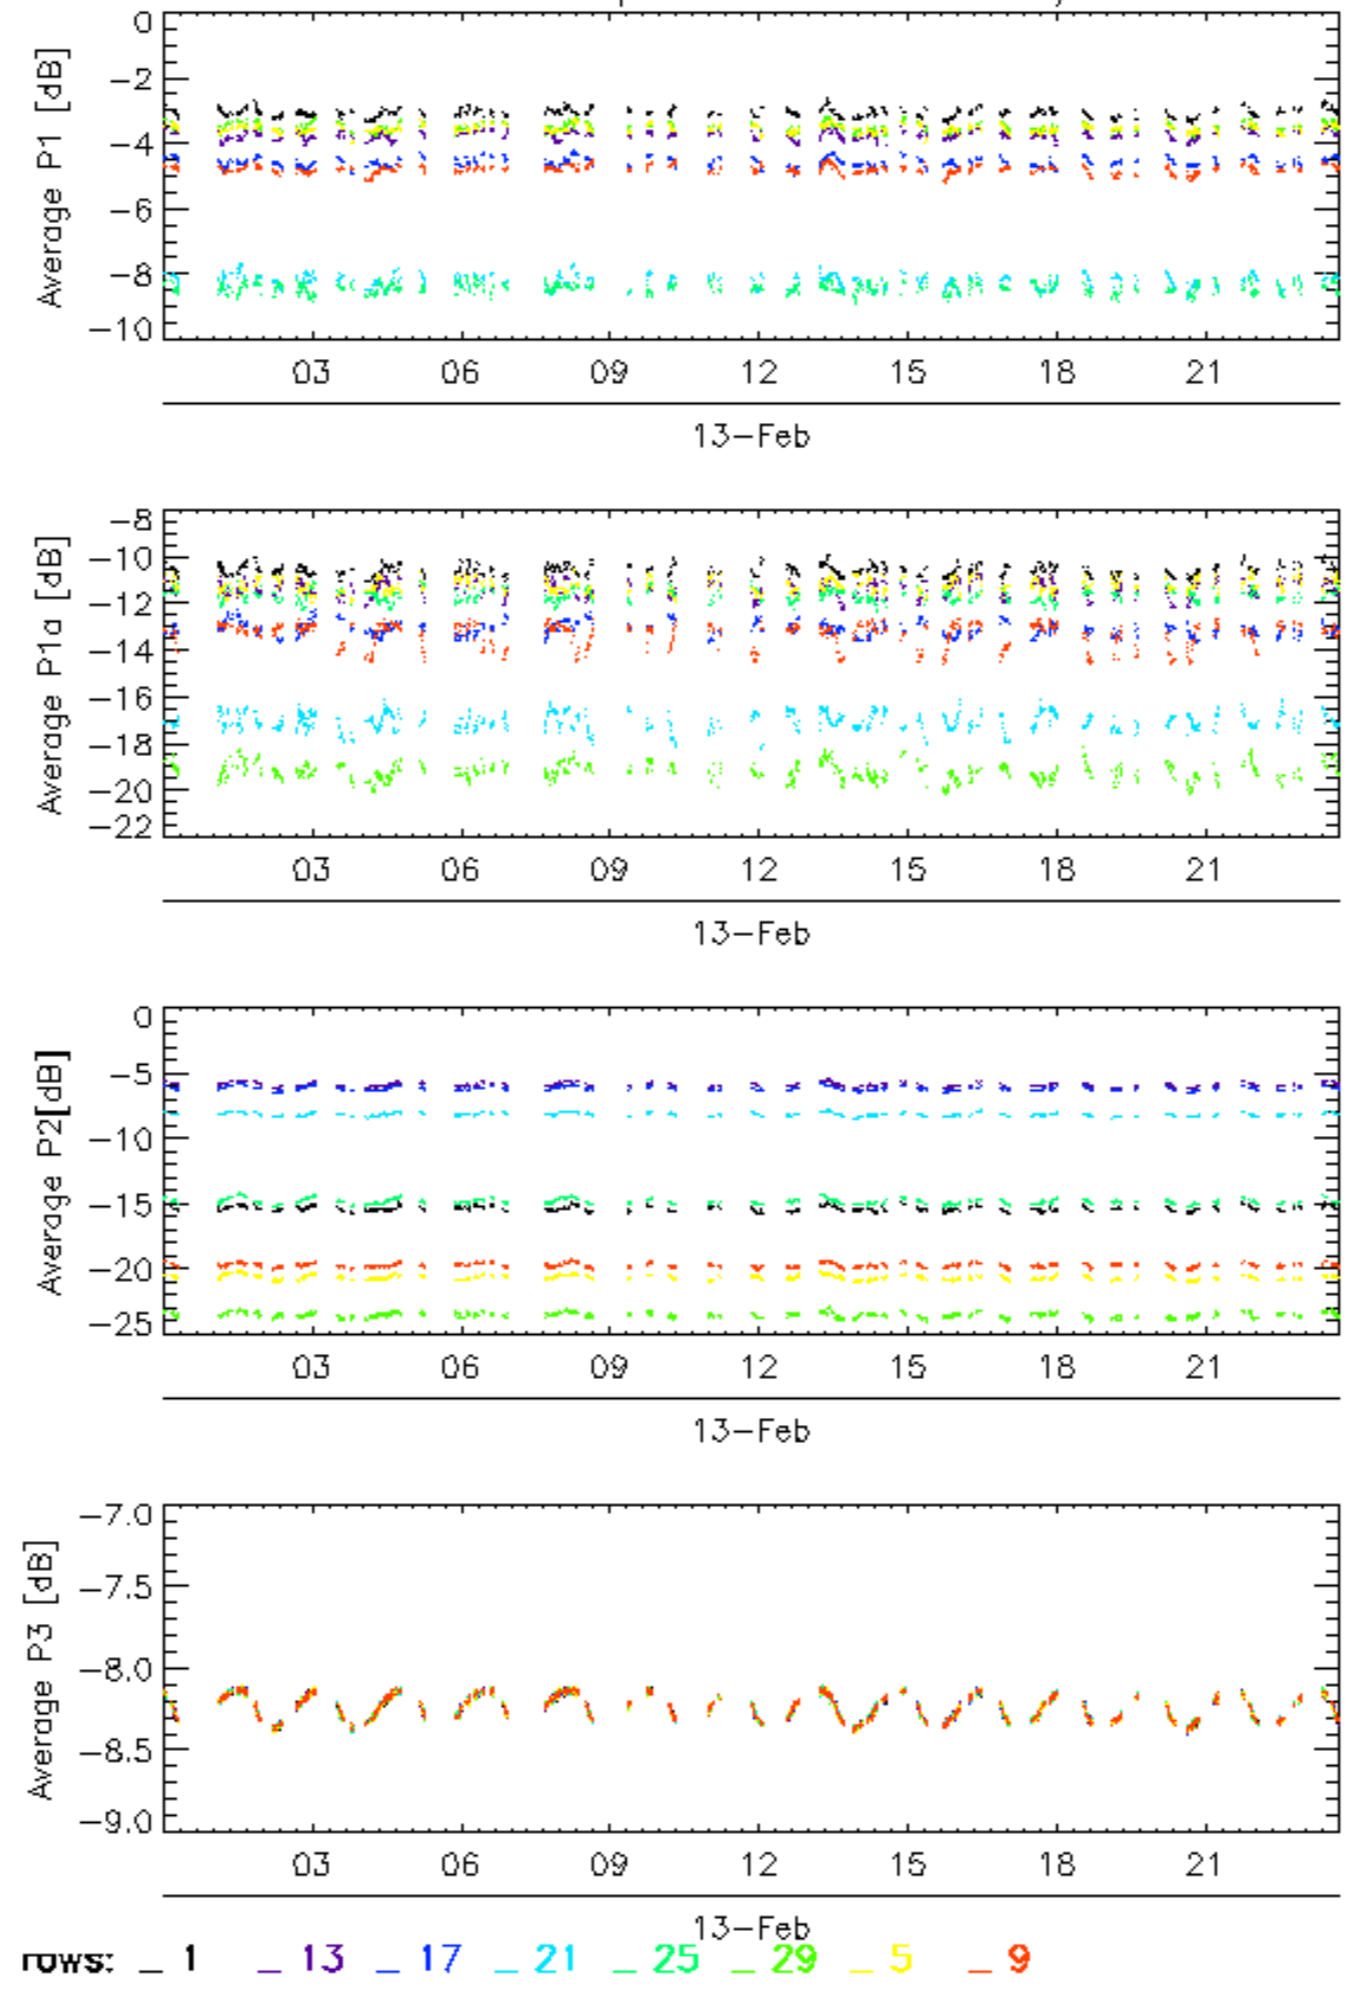 Average P1 [dB]
0
−2
−4
−6
−8
−10
03 06 09 12 15 18 21
13−Feb
Average P1a [dB]
−8
−10
−12
−14
−16
−18
−20
−22
03 06 09 12 15 18 21
13−Feb
Average P2[dB]
0
−5
−10
−15
−20
−25
03 06 09 12 15 18 21
13−Feb
Average P3 [dB]
−7.0
−7.5
−8.0
−8.5
−9.0
03 06 09 12 15 18 21
13−Feb
rows: _ 1 _ 13 _ 17 _ 21 _ 25 _ 29 _ 5 _ 9